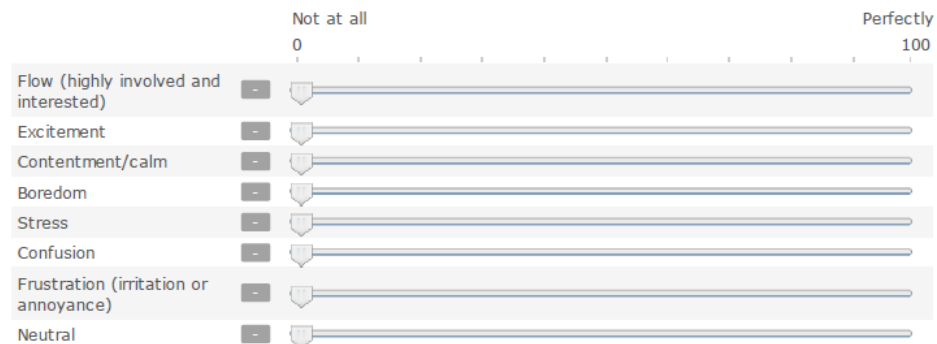 Not at all Perfectly
0 100
Flow (highly involved and
interested) -
Excitement -
Contentment/calm -
Boredom -
Stress -
Confusion -
Frustration (irritation or
annoyance) -
Neutral -